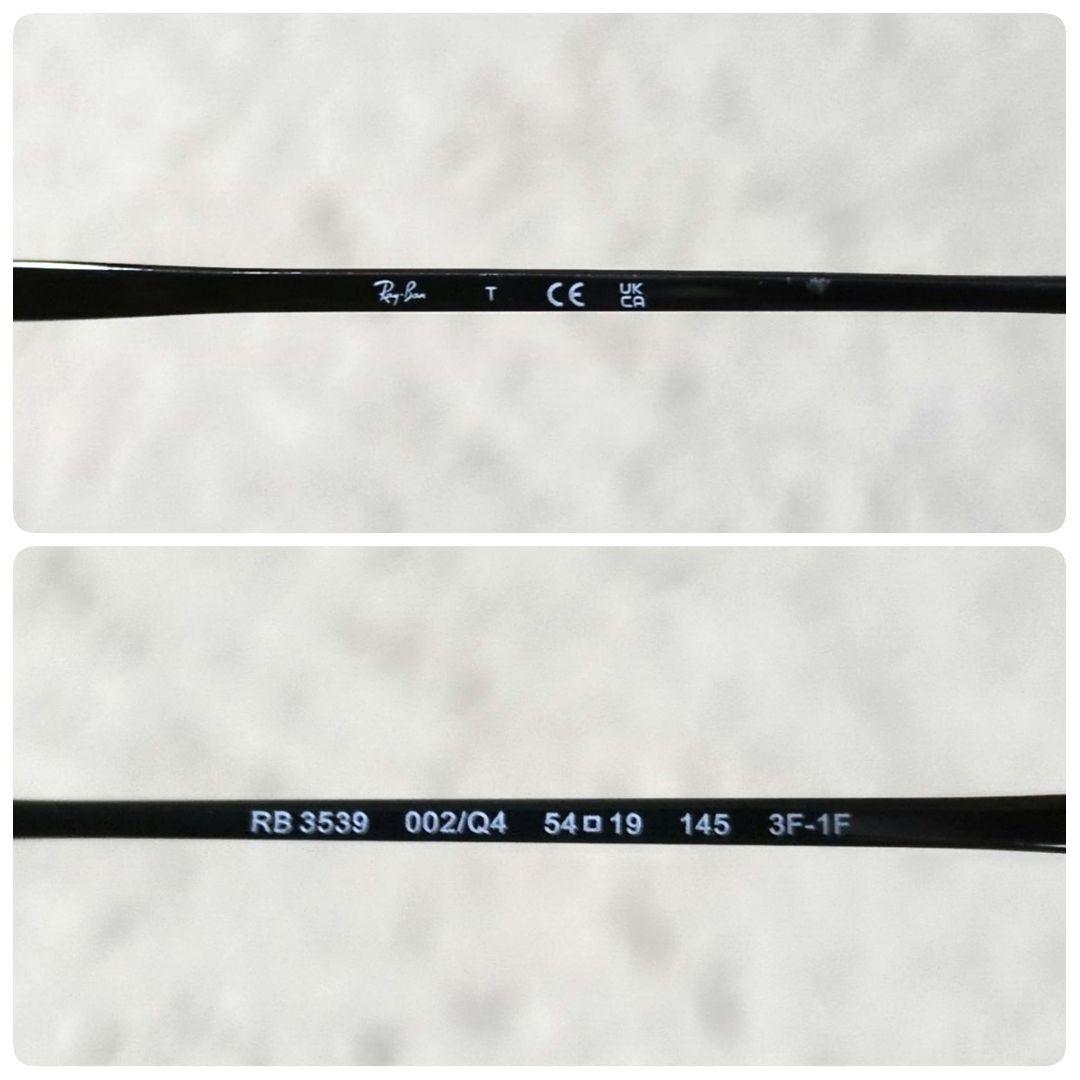 Ray-Ban T CE UK CA
RB 3539 002/Q4 54□19 145 3F-1F